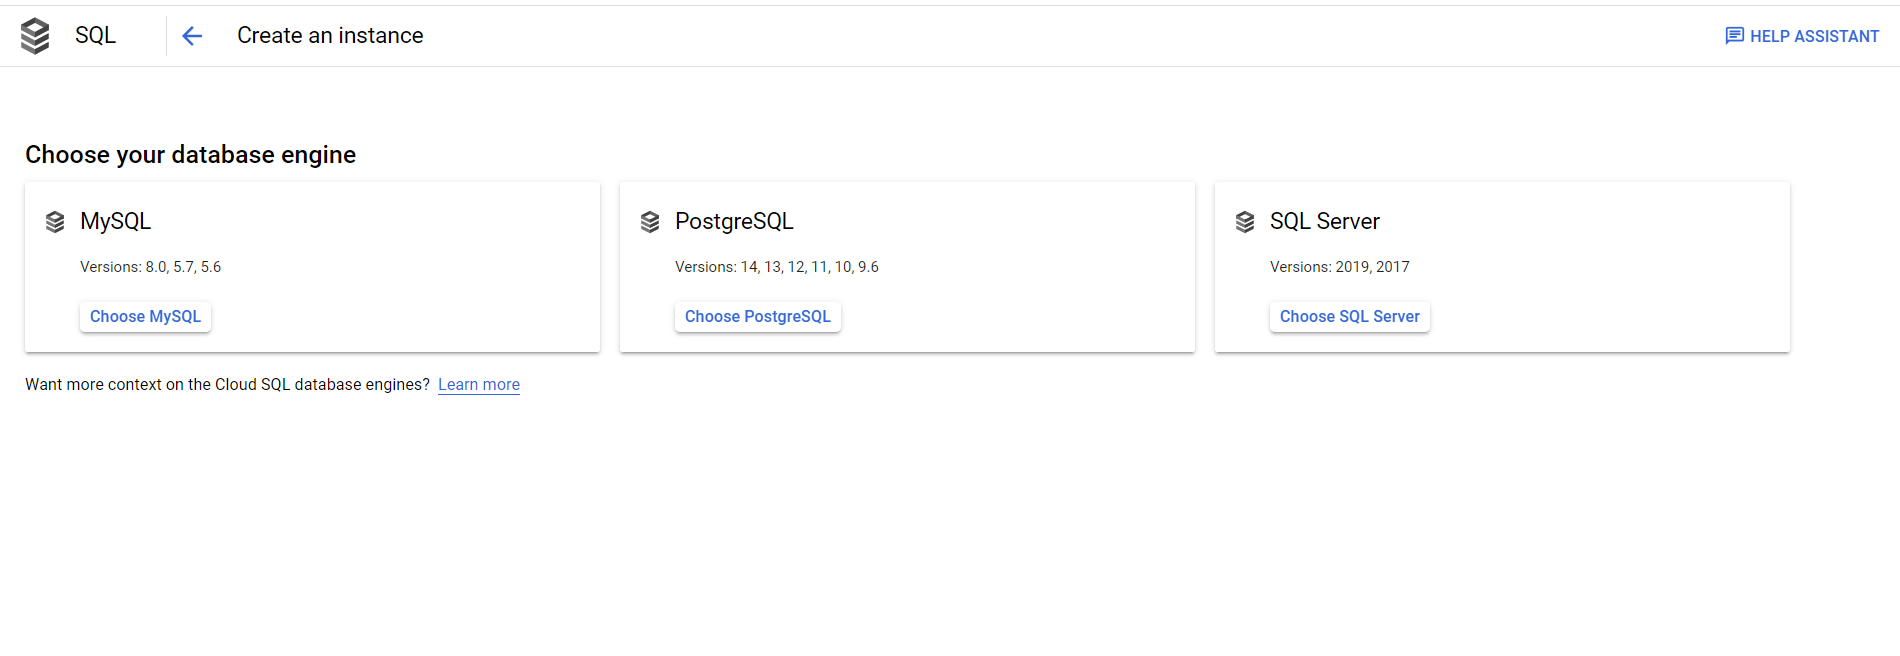 SQL
Create an instance
HELP ASSISTANT
Choose your database engine
MySQL
Versions: 8.0, 5.7, 5.6
Choose MySQL
PostgreSQL
Versions: 14, 13, 12, 11, 10, 9.6
Choose PostgreSQL
SQL Server
Versions: 2019, 2017
Choose SQL Server
Want more context on the Cloud SQL database engines? Learn more